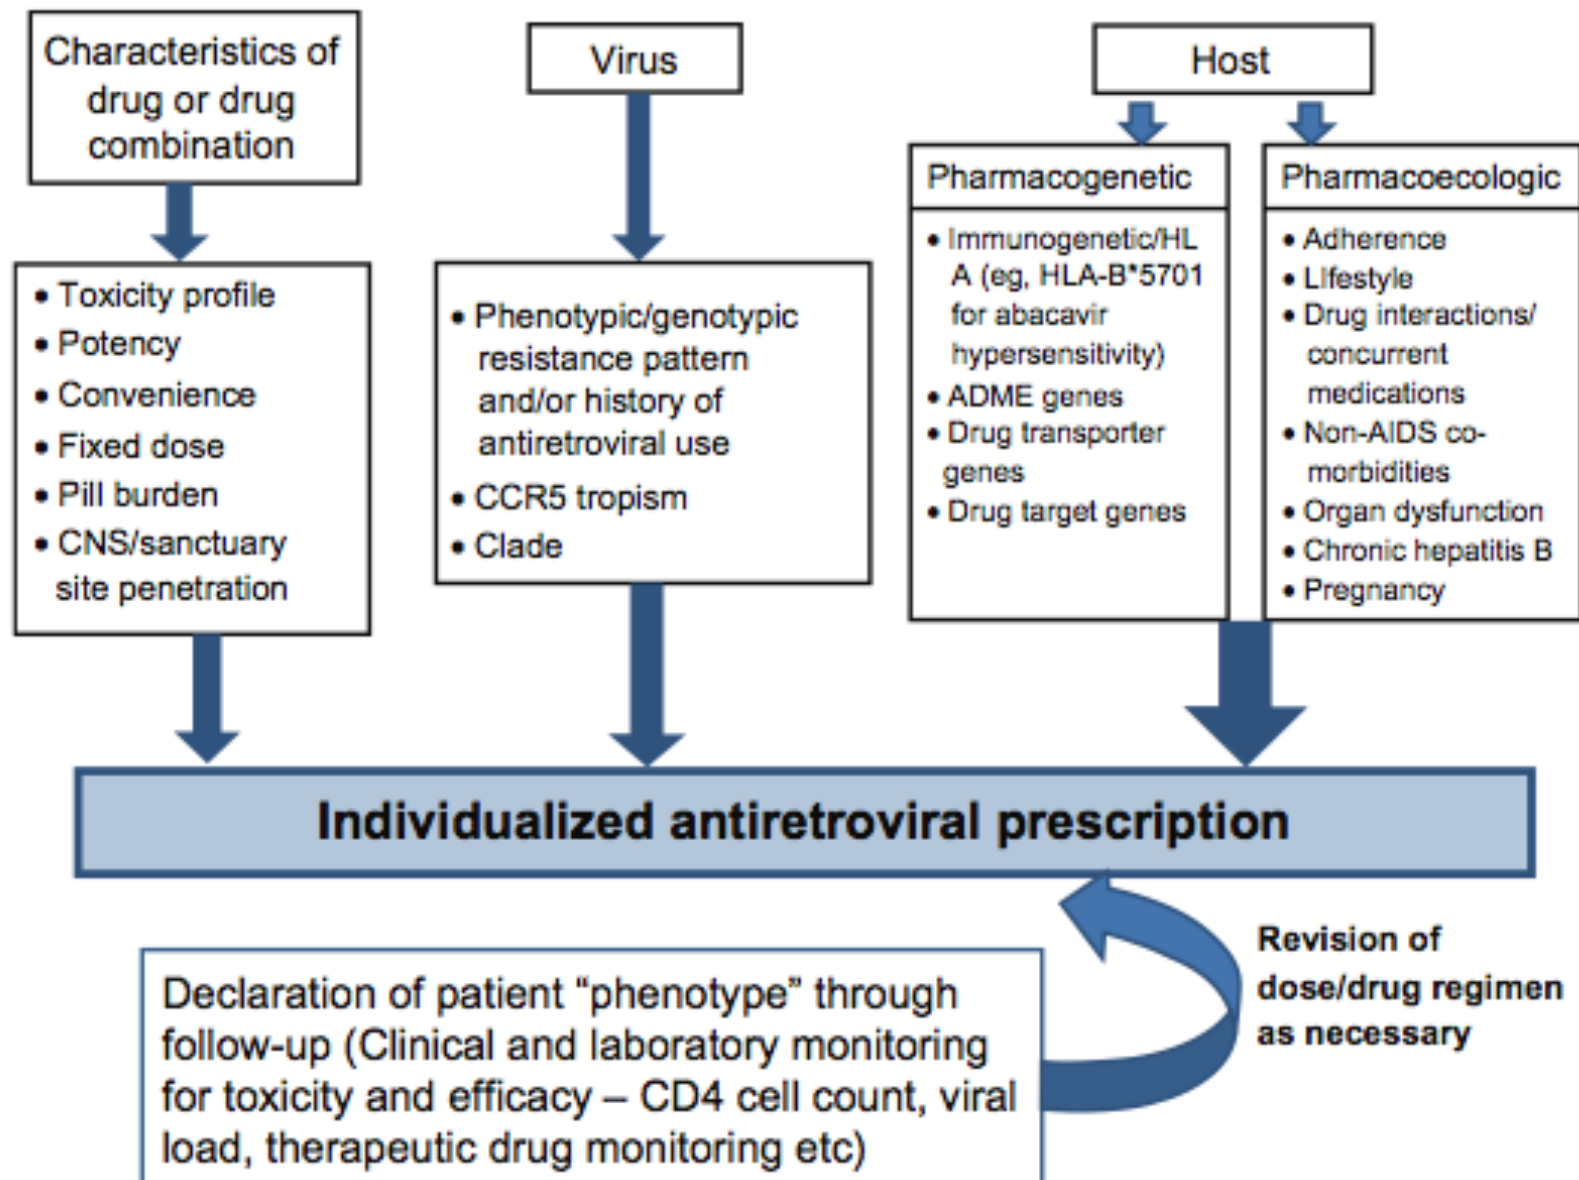 Characteristics of
drug or drug
combination
• Toxicity profile
• Potency
• Convenience
• Fixed dose
• Pill burden
• CNS/sanctuary
site penetration
Virus
• Phenotypic/genotypic
resistance pattern
and/or history of
antiretroviral use
• CCR5 tropism
• Clade
Host
Pharmacogenetic
• Immunogenetic/HL
A (eg, HLA-B*5701
for abacavir
hypersensitivity)
• ADME genes
• Drug transporter
genes
• Drug target genes
Pharmacoecologic
• Adherence
• LIfestyle
• Drug interactions/
concurrent
medications
• Non-AIDS co-
morbidities
• Organ dysfunction
• Chronic hepatitis B
• Pregnancy
Individualized antiretroviral prescription
Declaration of patient “phenotype” through
follow-up (Clinical and laboratory monitoring
for toxicity and efficacy – CD4 cell count, viral
load, therapeutic drug monitoring etc)
Revision of
dose/drug regimen
as necessary